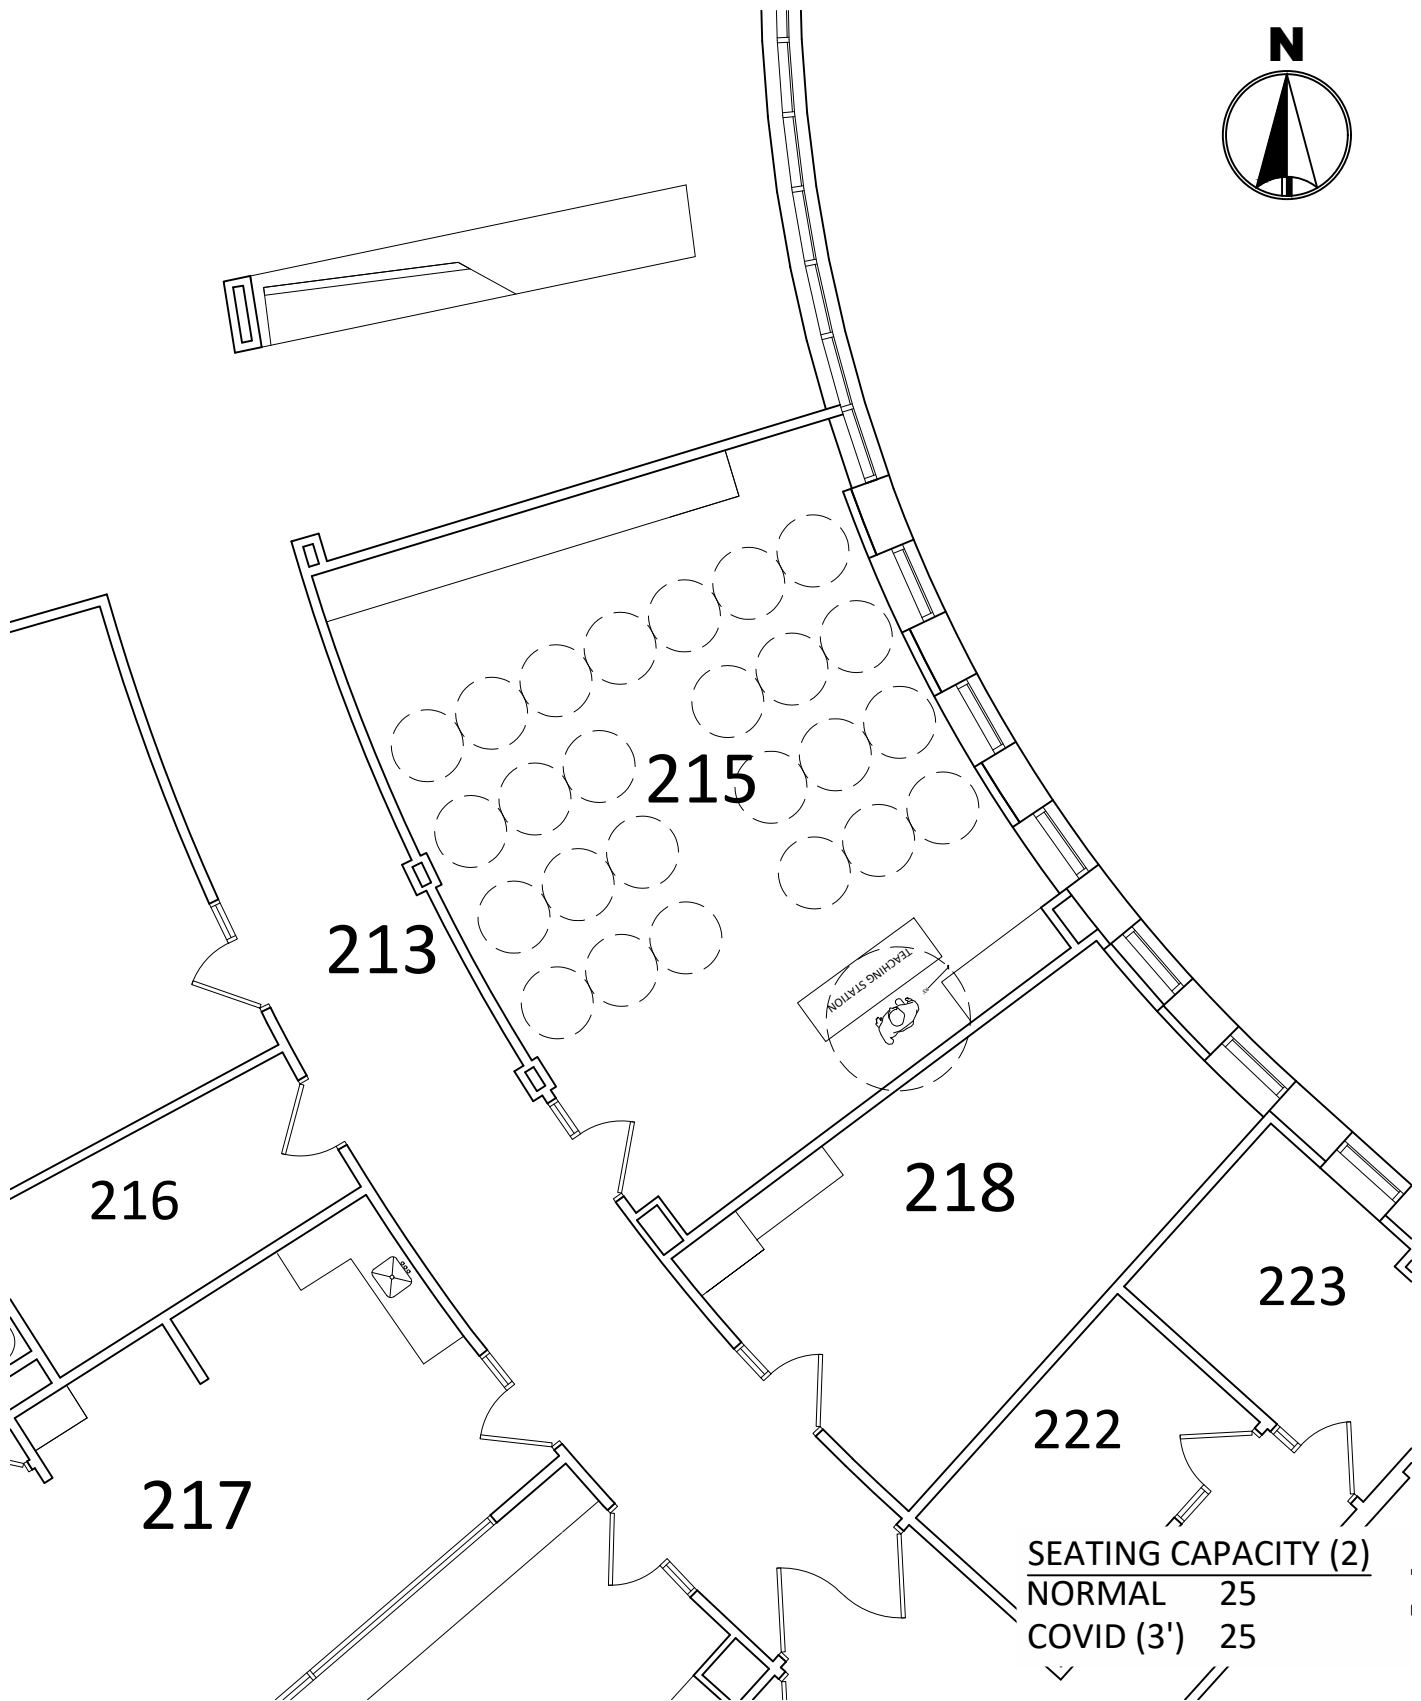 N
215
213
TEACHING STATION
216
218
223
222
217
SEATING CAPACITY (2)
NORMAL 25
COVID (3') 25